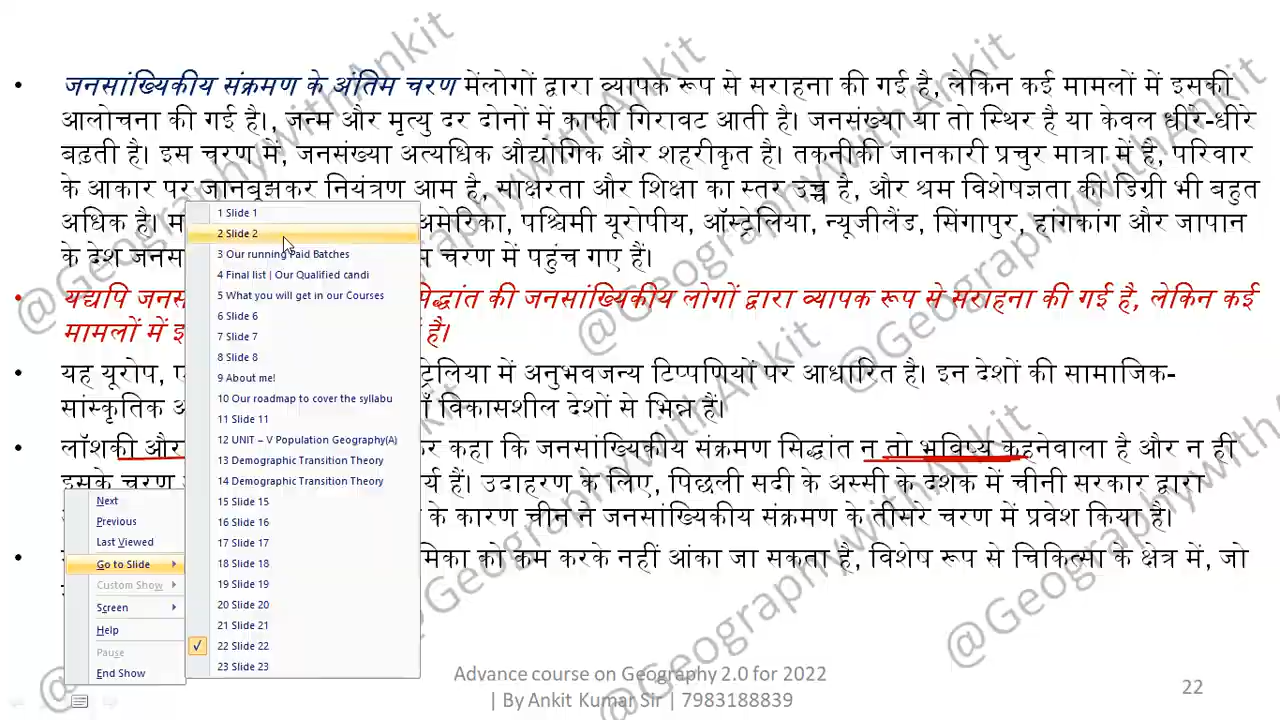 • जनसांख्यिकीय संक्रमण के अंतिम चरण मेंलोगों द्वारा व्यापक रूप से सराहना की गई है, लेकिन कई मामलों में इसकी
आलोचना की गई है।, जन्म और मृत्यु दर दोनों में काफी गिरावट आती है। जनसंख्या या तो स्थिर है या केवल धीरे-धीरे
बढ़ती है। इस चरण में, जनसंख्या अत्यधिक औद्योगिक और शहरीकृत है। तकनीकी जानकारी प्रचुर मात्रा में है, परिवार
के आकार पर जानबूझकर नियंत्रण आम है, साक्षरता और शिक्षा का स्तर उच्च है, और श्रम विशेषज्ञता की डिग्री भी बहुत
अधिक है। अमेरिका, पश्चिमी यूरोपीय, ऑस्ट्रेलिया, न्यूजीलैंड, सिंगापुर, हांगकांग और जापान
के देश चरण में पहुंच गए हैं।
• यद्यपि की जनसांख्यिकीय लोगों द्वारा व्यापक रूप से सराहना की गई है, लेकिन कई
मामलों में है।
• यह यूरोप, में अनुभवजन्य टिप्पणियों पर आधारित है। इन देशों की सामाजिक-
सांस्कृतिक विकासशील देशों से भिन्न हैं।
• लॉशकी और कहा कि जनसांख्यिकीय संक्रमण सिद्धांत न तो भविष्य कहनेवाला है और न ही
इसके चरण हैं। उदाहरण के लिए, पिछली सदी के अस्सी के दशक में चीनी सरकार द्वारा
के कारण चीन ने जनसांख्यिकीय संक्रमण के तीसरे चरण में प्रवेश किया है।
• को कम करके नहीं आंका जा सकता है, विशेष रूप से चिकित्सा के क्षेत्र में, जो
1 Slide 1
2 Slide 2
3 Our running Paid Batches
4 Final list | Our Qualified candi
5 What you will get in our Courses
6 Slide 6
7 Slide 7
8 Slide 8
9 About me!
10 Our roadmap to cover the syllabu
11 Slide 11
12 UNIT – V Population Geography(A)
13 Demographic Transition Theory
14 Demographic Transition Theory
15 Slide 15
16 Slide 16
17 Slide 17
18 Slide 18
19 Slide 19
20 Slide 20
21 Slide 21
22 Slide 22
23 Slide 23
Next
Previous
Last Viewed
Go to Slide
Custom Show
Screen
Help
Pause
End Show
Advance course on Geography 2.0 for 2022
| By Ankit Kumar Sir | 7983188839
22
@GeographywithAnkit
@GeographywithAnkit
@GeographywithAnkit
@GeographywithAnkit
@GeographywithAnkit
@GeographywithAnkit